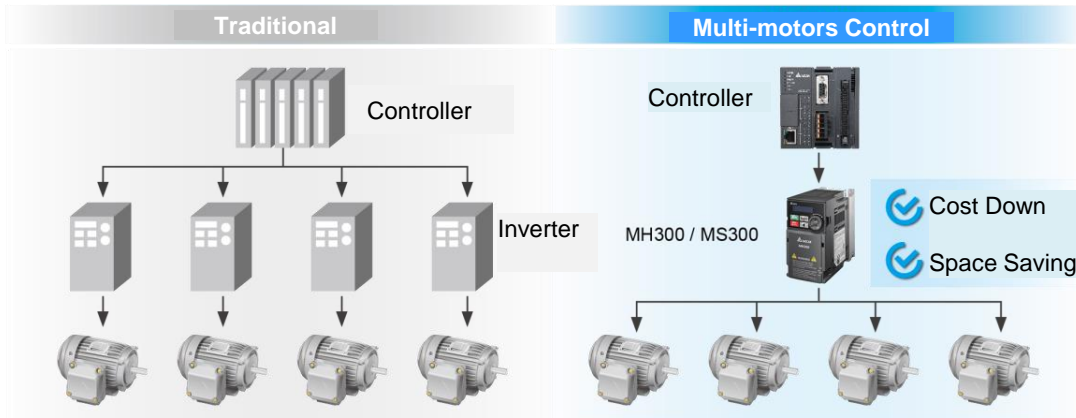 Traditional
Multi-motors Control
Controller
Inverter
Controller
MH300 / MS300
Cost Down
Space Saving